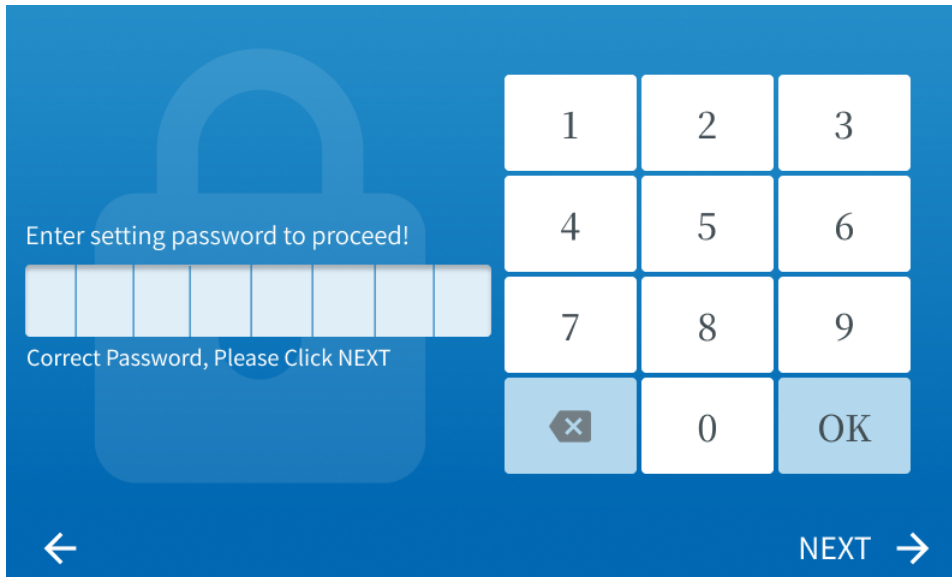 Enter setting password to proceed!
Correct Password, Please Click NEXT
1 2 3
4 5 6
7 8 9
0 OK
NEXT